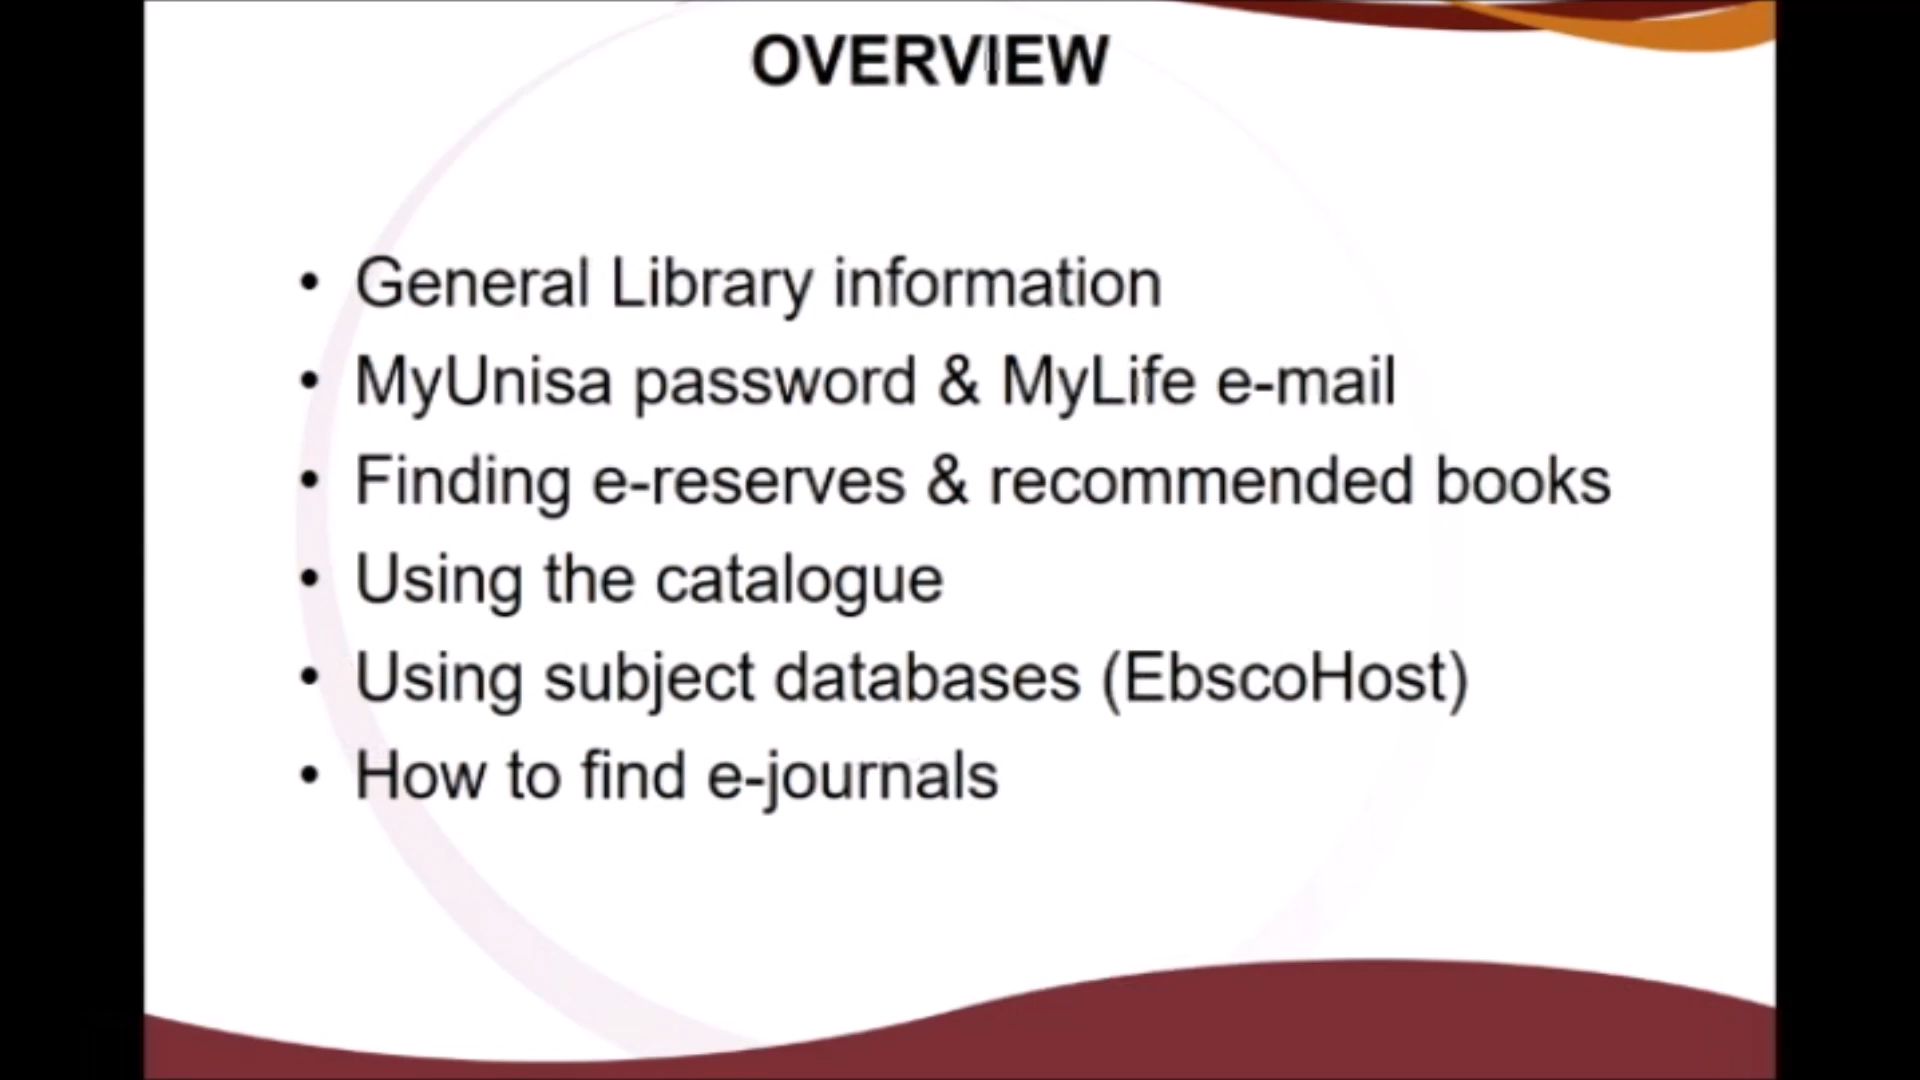 OVERVIEW
• General Library information
• MyUnisa password & MyLife e-mail
• Finding e-reserves & recommended books
• Using the catalogue
• Using subject databases (EbscoHost)
• How to find e-journals